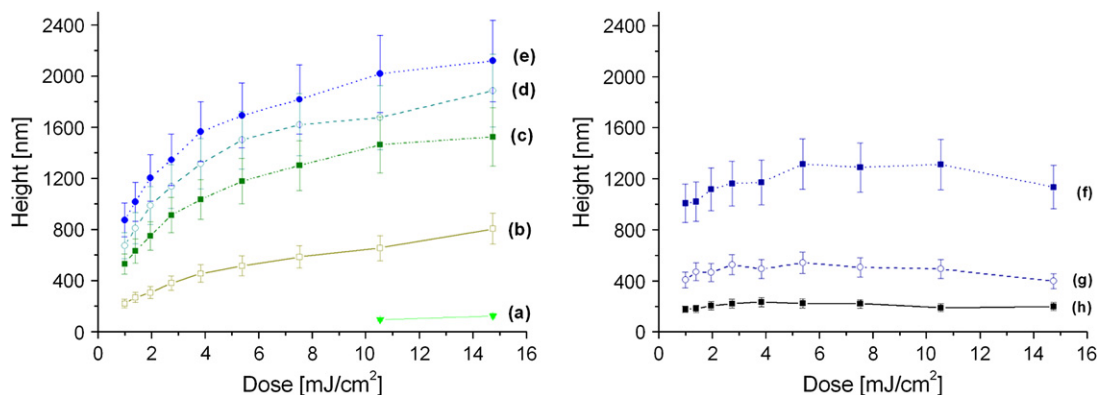 2400
2000
1600
1200
800
400
0
Height [nm]
0 2 4 6 8 10 12 14 16
Dose [mJ/cm²]
(e)
(d)
(c)
(b)
(a)
2400
2000
1600
1200
800
400
0
Height [nm]
0 2 4 6 8 10 12 14 16
Dose [mJ/cm²]
(f)
(g)
(h)